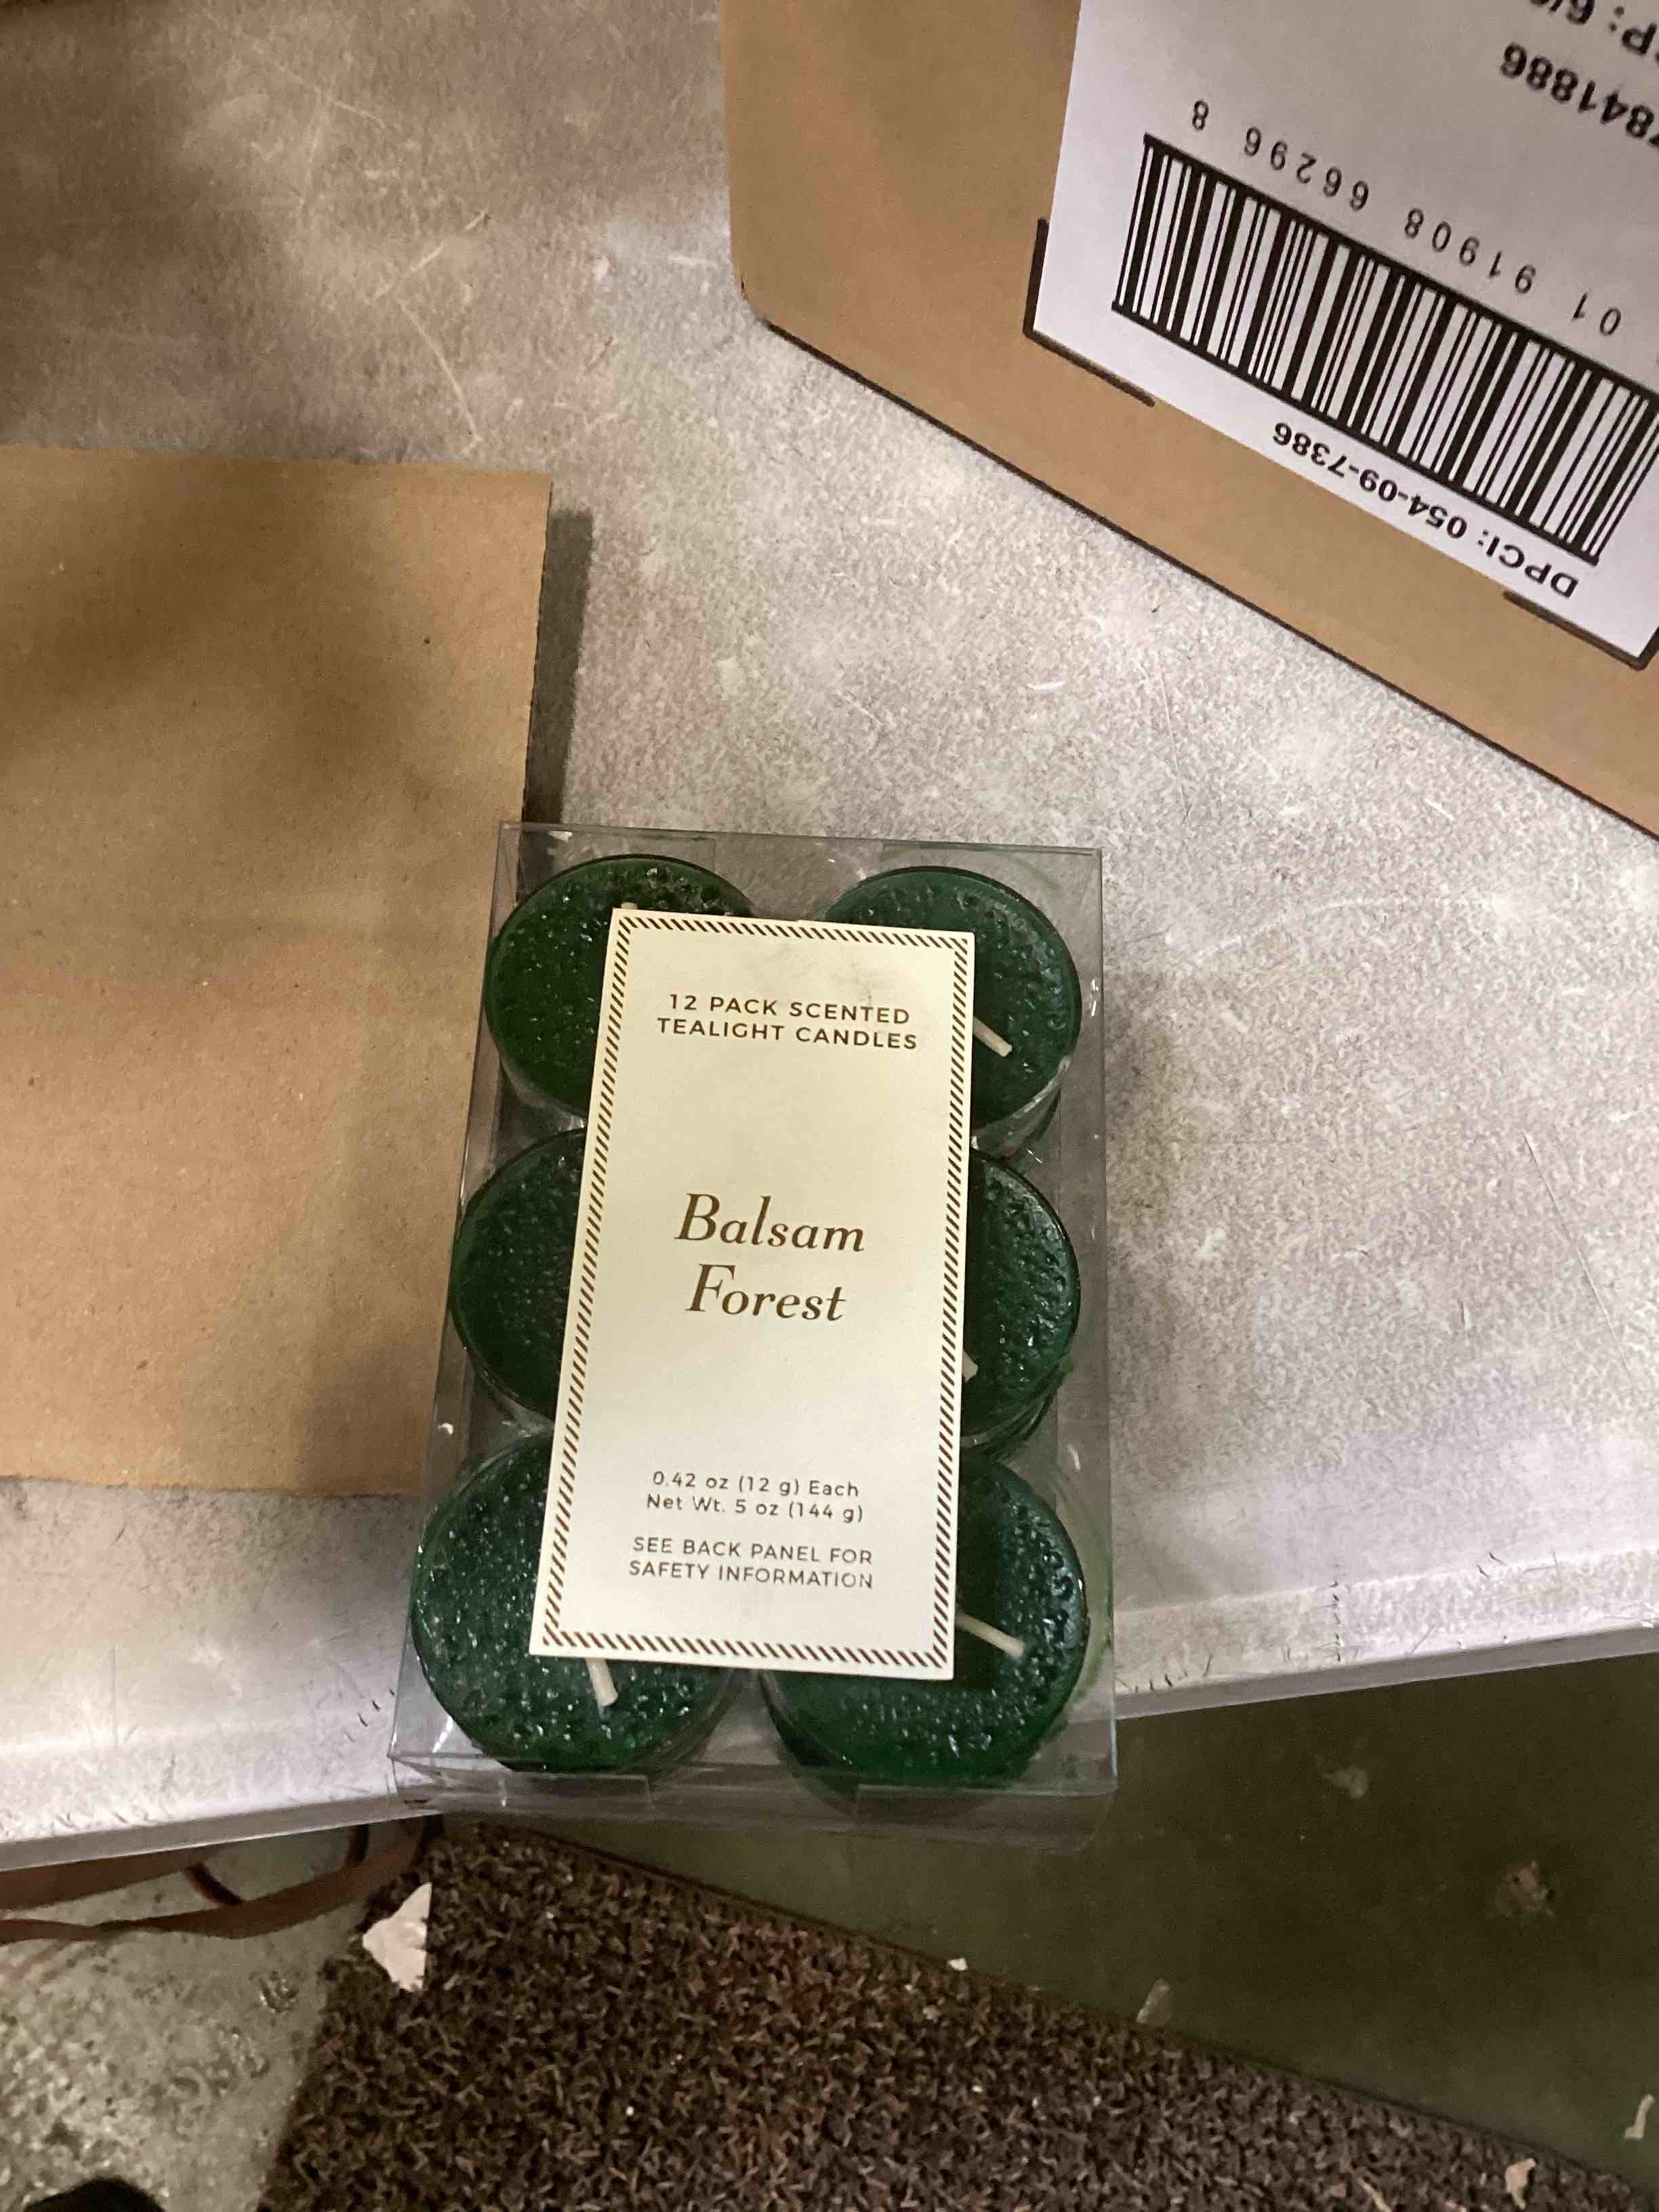 12 PACK SCENTED
TEALIGHT CANDLES
Balsam
Forest
0.42 oz (12 g) Each
Net Wt. 5 oz (144 g)
SEE BACK PANEL FOR
SAFETY INFORMATION
DPCI: 054-09-7386
01 91908 66296 8